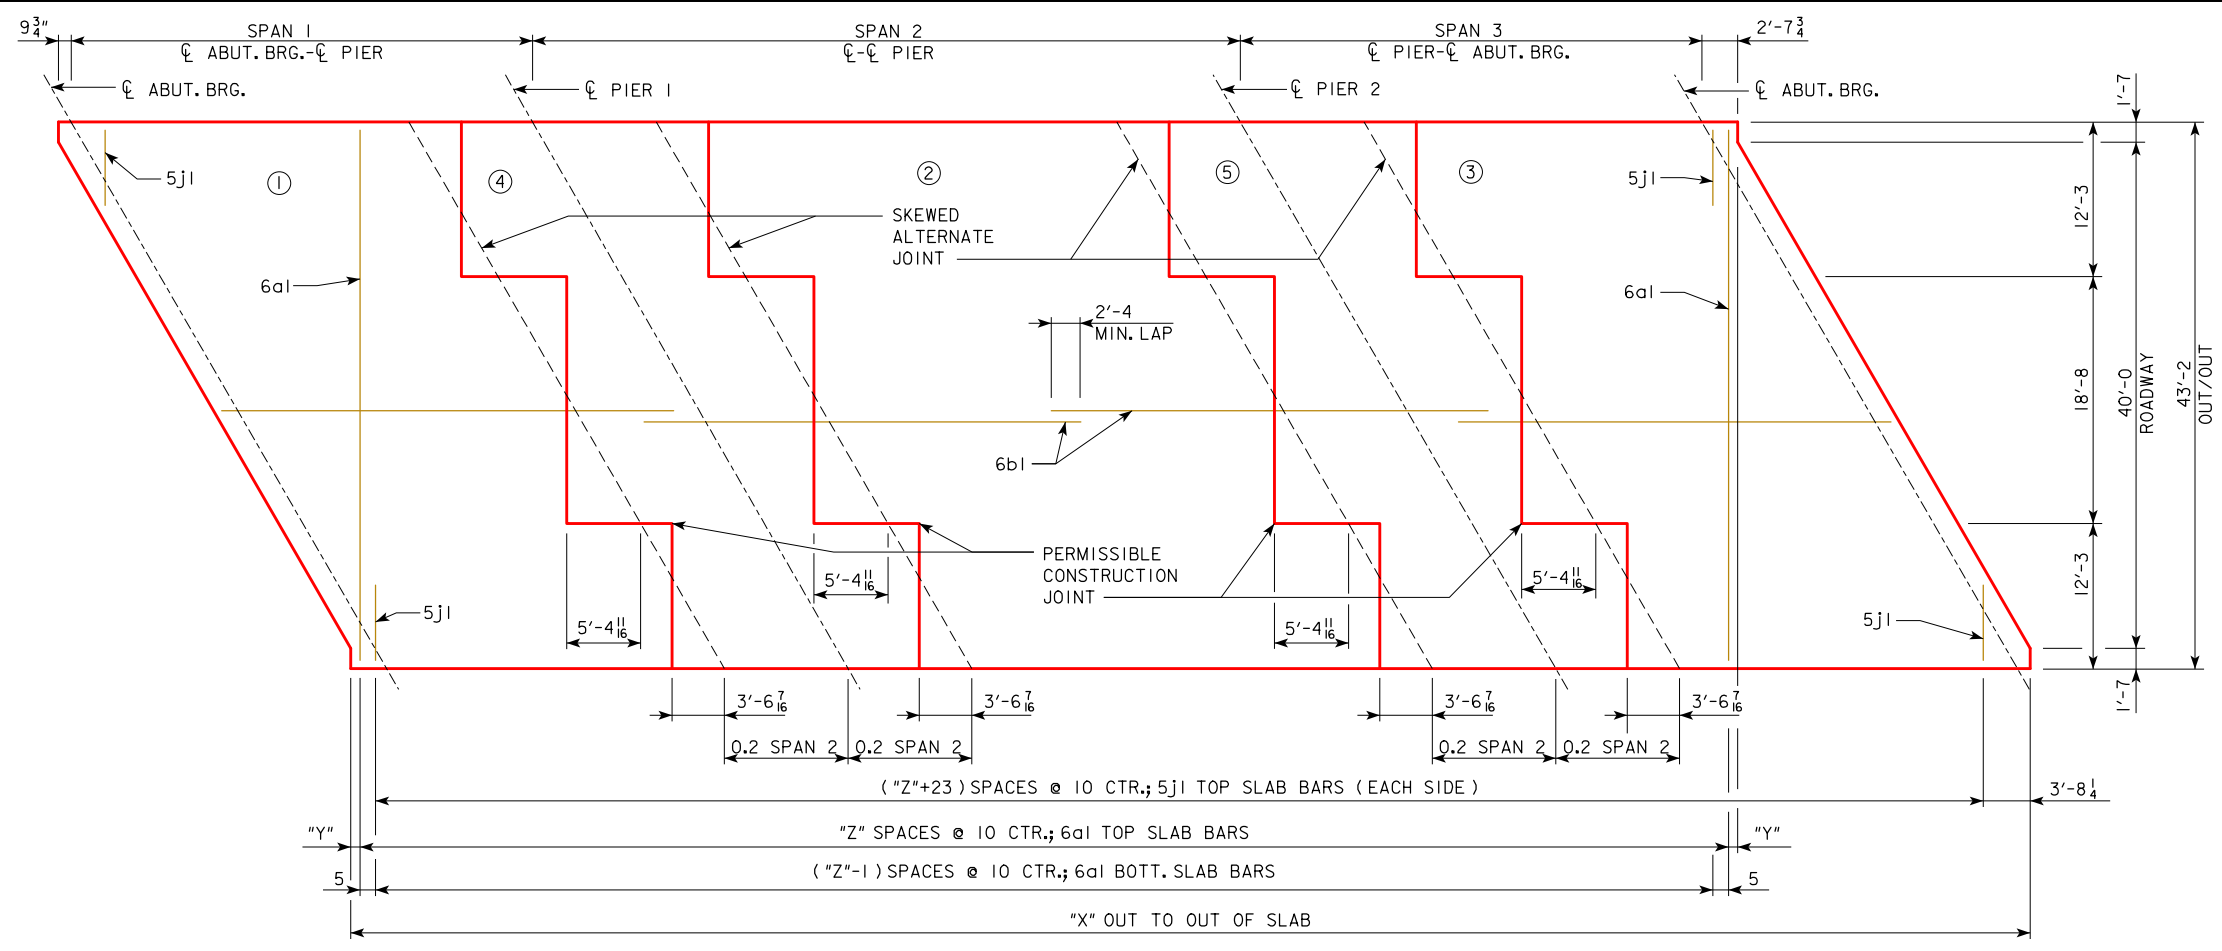 9 3/4"
SPAN 1
℄ ABUT. BRG.-℄ PIER
SPAN 2
℄-℄ PIER
SPAN 3
℄ PIER-℄ ABUT. BRG.
2'-7 3/4
℄ ABUT. BRG.
℄ PIER 1
℄ PIER 2
℄ ABUT. BRG.
1'-7
5j1
1
4
2
5
3
5j1
12'-3
SKEWED
ALTERNATE
JOINT
6a1
6a1
2'-4
MIN. LAP
18'-8
40'-0
ROADWAY
43'-2
OUT/OUT
6b1
PERMISSIBLE
CONSTRUCTION
JOINT
5'-4 11/16
5'-4 11/16
5'-4 11/16
5'-4 11/16
12'-3
5j1
5j1
1'-7
3'-6 7/16
3'-6 7/16
3'-6 7/16
3'-6 7/16
0.2 SPAN 2
0.2 SPAN 2
0.2 SPAN 2
0.2 SPAN 2
("Z"+23) SPACES @ 10 CTR.; 5j1 TOP SLAB BARS (EACH SIDE)
3'-8 1/4
"Y"
"Z" SPACES @ 10 CTR.; 6a1 TOP SLAB BARS
"Y"
5
("Z"-1) SPACES @ 10 CTR.; 6a1 BOTT. SLAB BARS
5
"X" OUT TO OUT OF SLAB